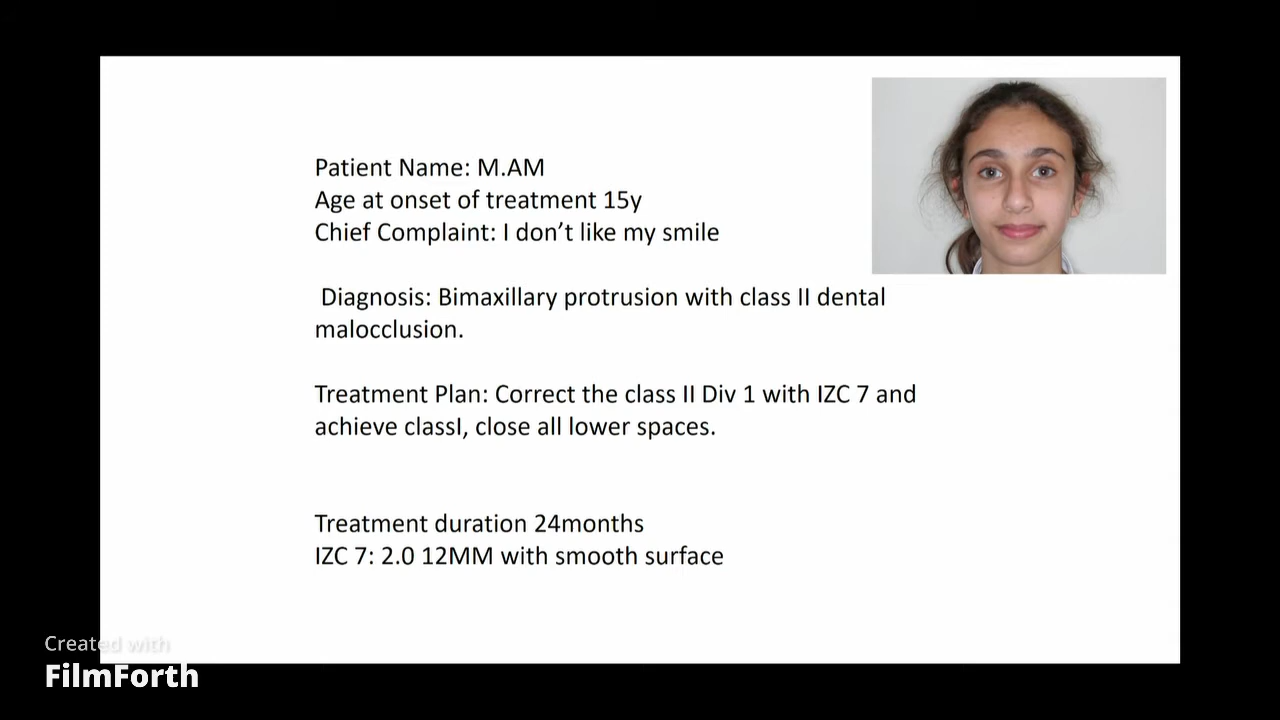 Patient Name: M.AM
Age at onset of treatment 15y
Chief Complaint: I don’t like my smile
Diagnosis: Bimaxillary protrusion with class II dental
malocclusion.
Treatment Plan: Correct the class II Div 1 with IZC 7 and
achieve classI, close all lower spaces.
Treatment duration 24months
IZC 7: 2.0 12MM with smooth surface
Created with
FilmForth